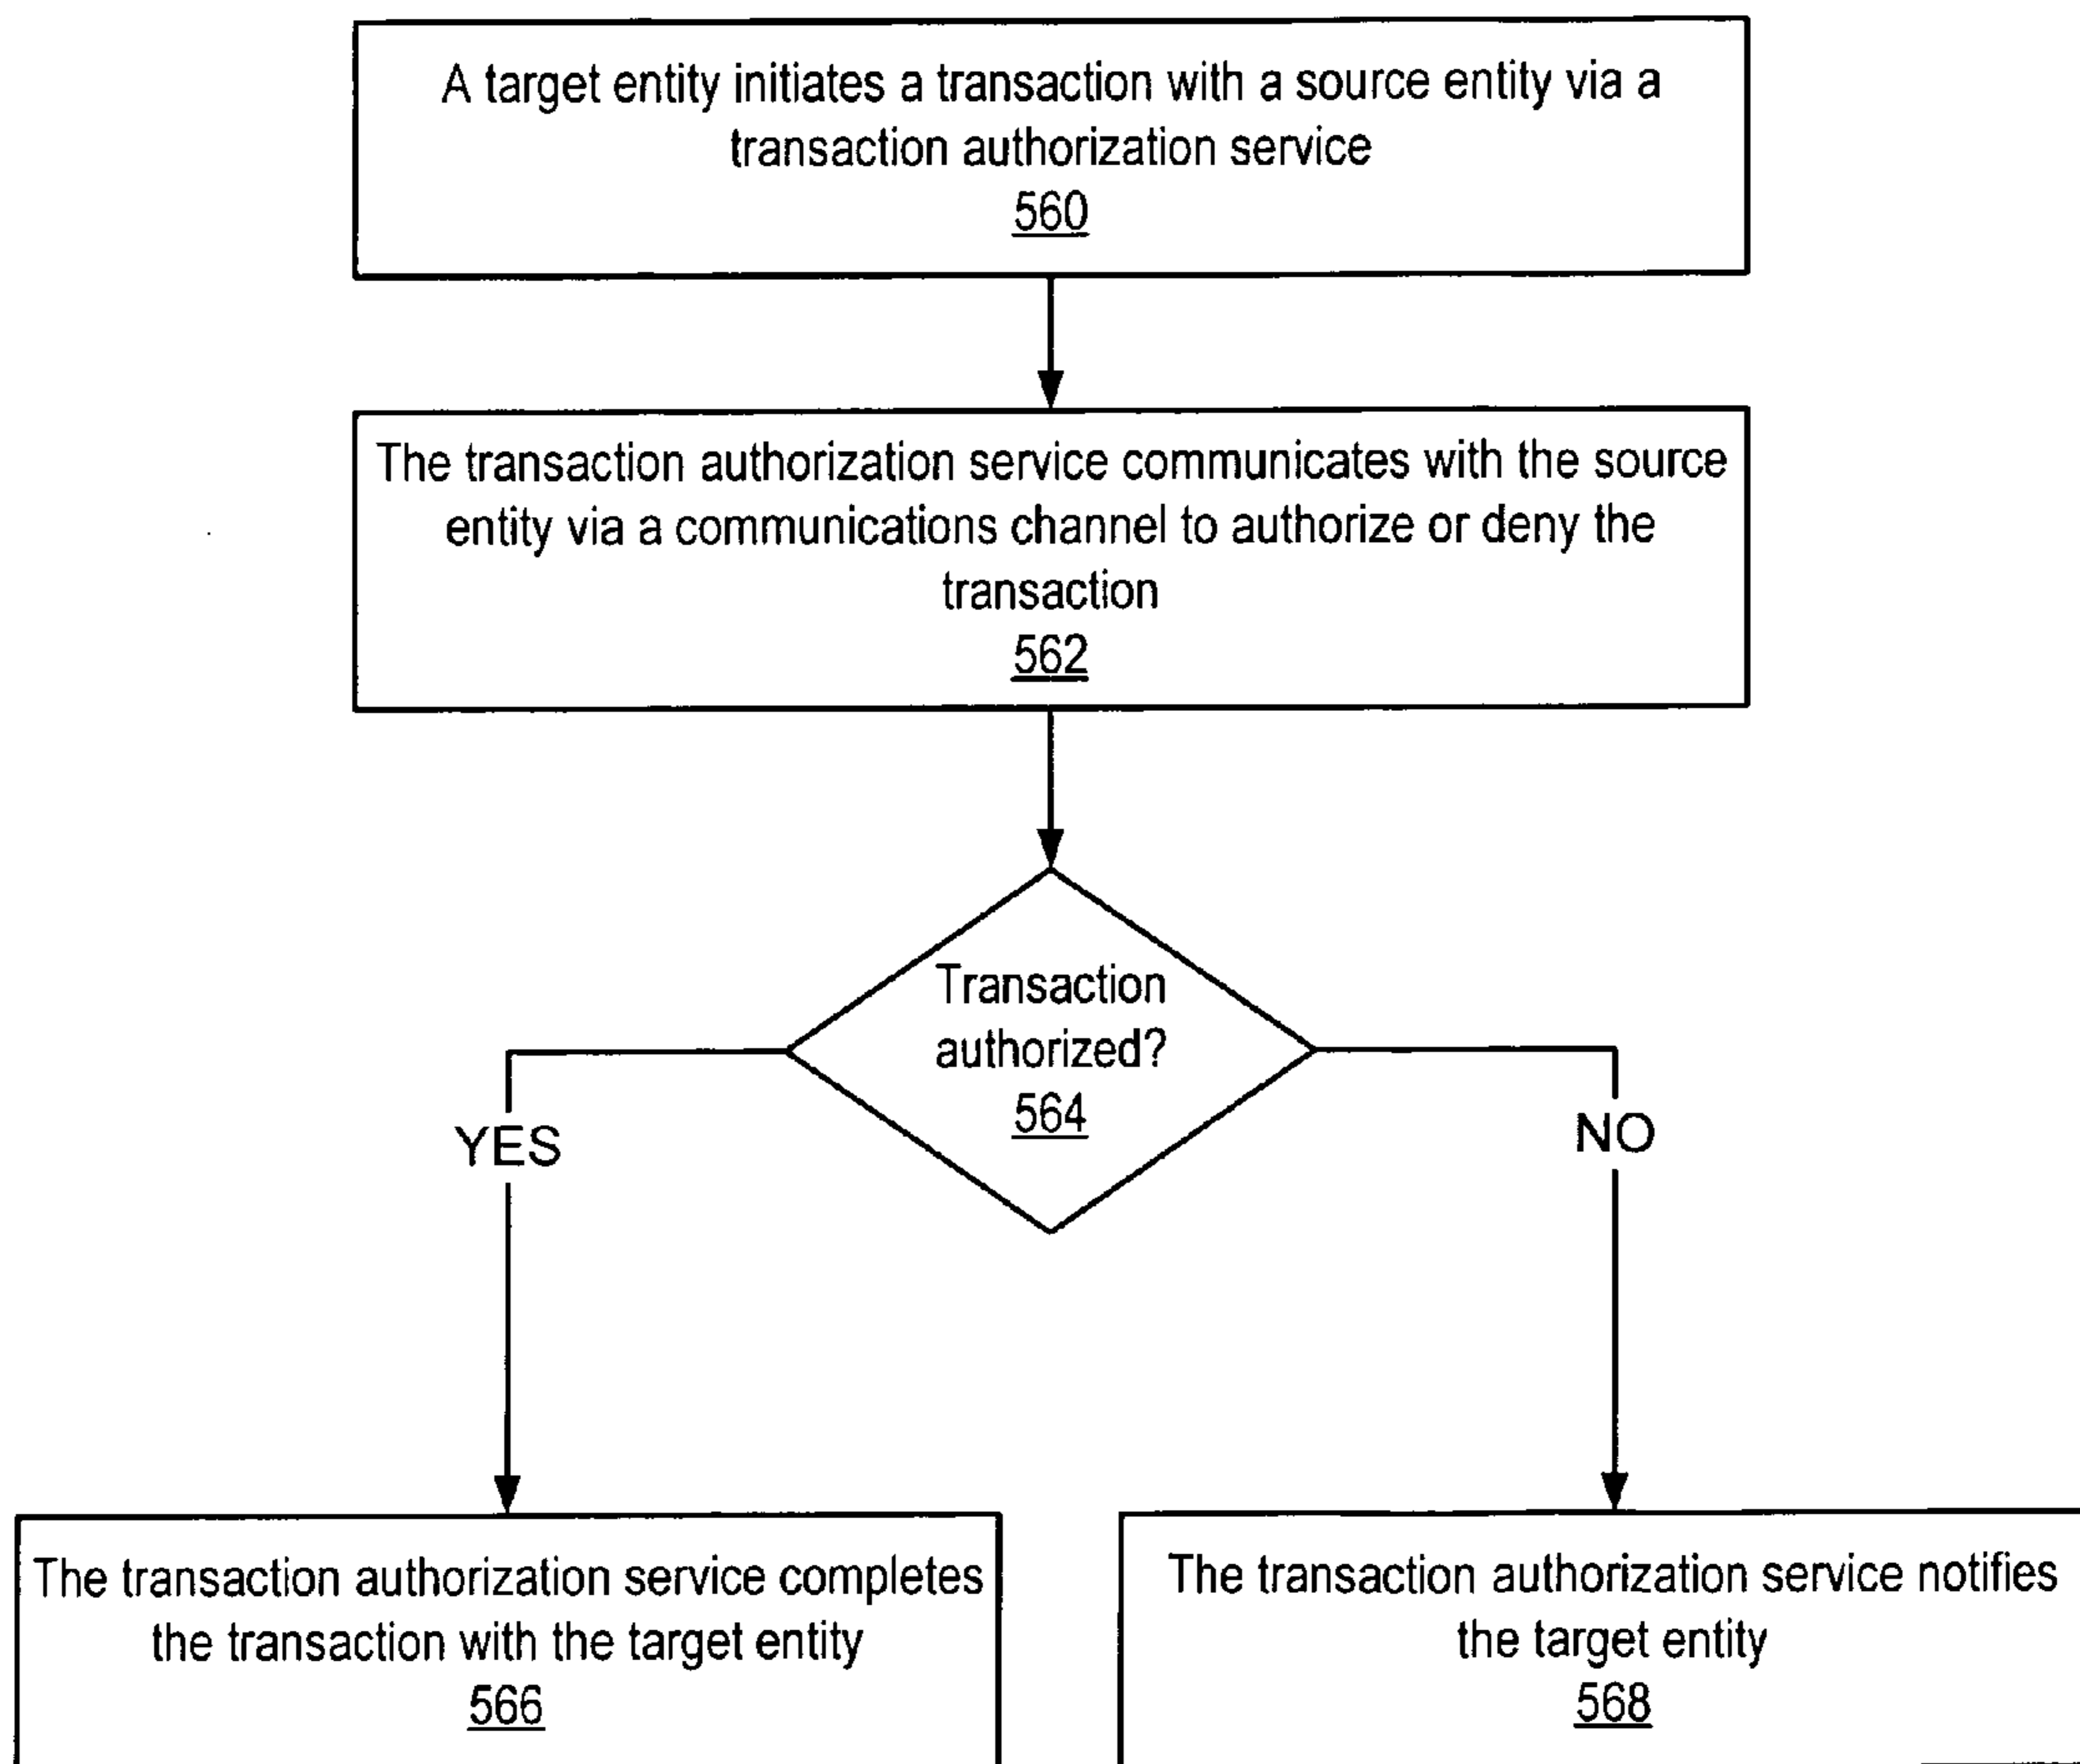 A target entity initiates a transaction with a source entity via a
transaction authorization service
560
The transaction authorization service communicates with the source
entity via a communications channel to authorize or deny the
transaction
562
Transaction
authorized?
564
YES
NO
The transaction authorization service completes
the transaction with the target entity
566
The transaction authorization service notifies
the target entity
568